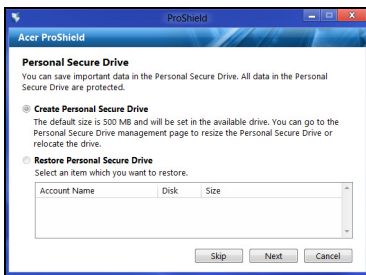 ProShield
Acer ProShield
Personal Secure Drive
You can save important data in the Personal Secure Drive. All data in the Personal
Secure Drive are protected.
Create Personal Secure Drive
The default size is 500 MB and will be set in the available drive. You can go to the
Personal Secure Drive management page to resize the Personal Secure Drive or
relocate the drive.
Restore Personal Secure Drive
Select an item which you want to restore.
Account Name Disk Size
Skip Next Cancel